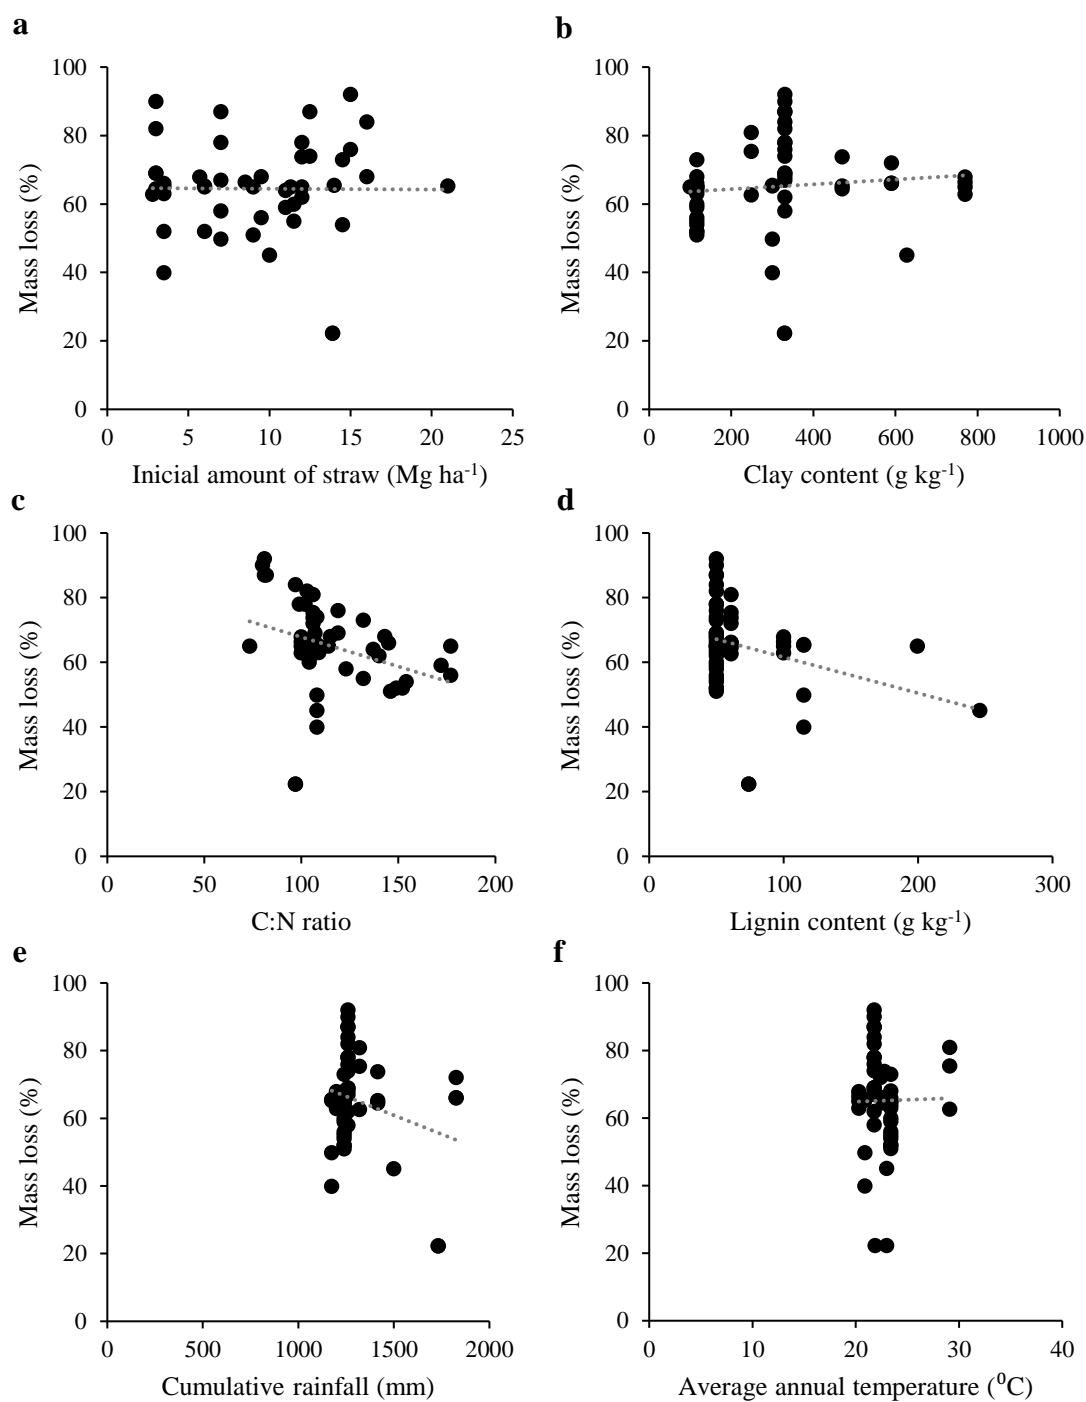 a
100
80
60
40
20
0
Mass loss (%)
0 5 10 15 20 25
Inicial amount of straw (Mg ha⁻¹)
b
100
80
60
40
20
0
Mass loss (%)
0 200 400 600 800 1000
Clay content (g kg⁻¹)
c
100
80
60
40
20
0
Mass loss (%)
0 50 100 150 200
C:N ratio
d
100
80
60
40
20
0
Mass loss (%)
0 100 200 300
Lignin content (g kg⁻¹)
e
100
80
60
40
20
0
Mass loss (%)
0 500 1000 1500 2000
Cumulative rainfall (mm)
f
100
80
60
40
20
0
Mass loss (%)
0 10 20 30 40
Average annual temperature (⁰C)